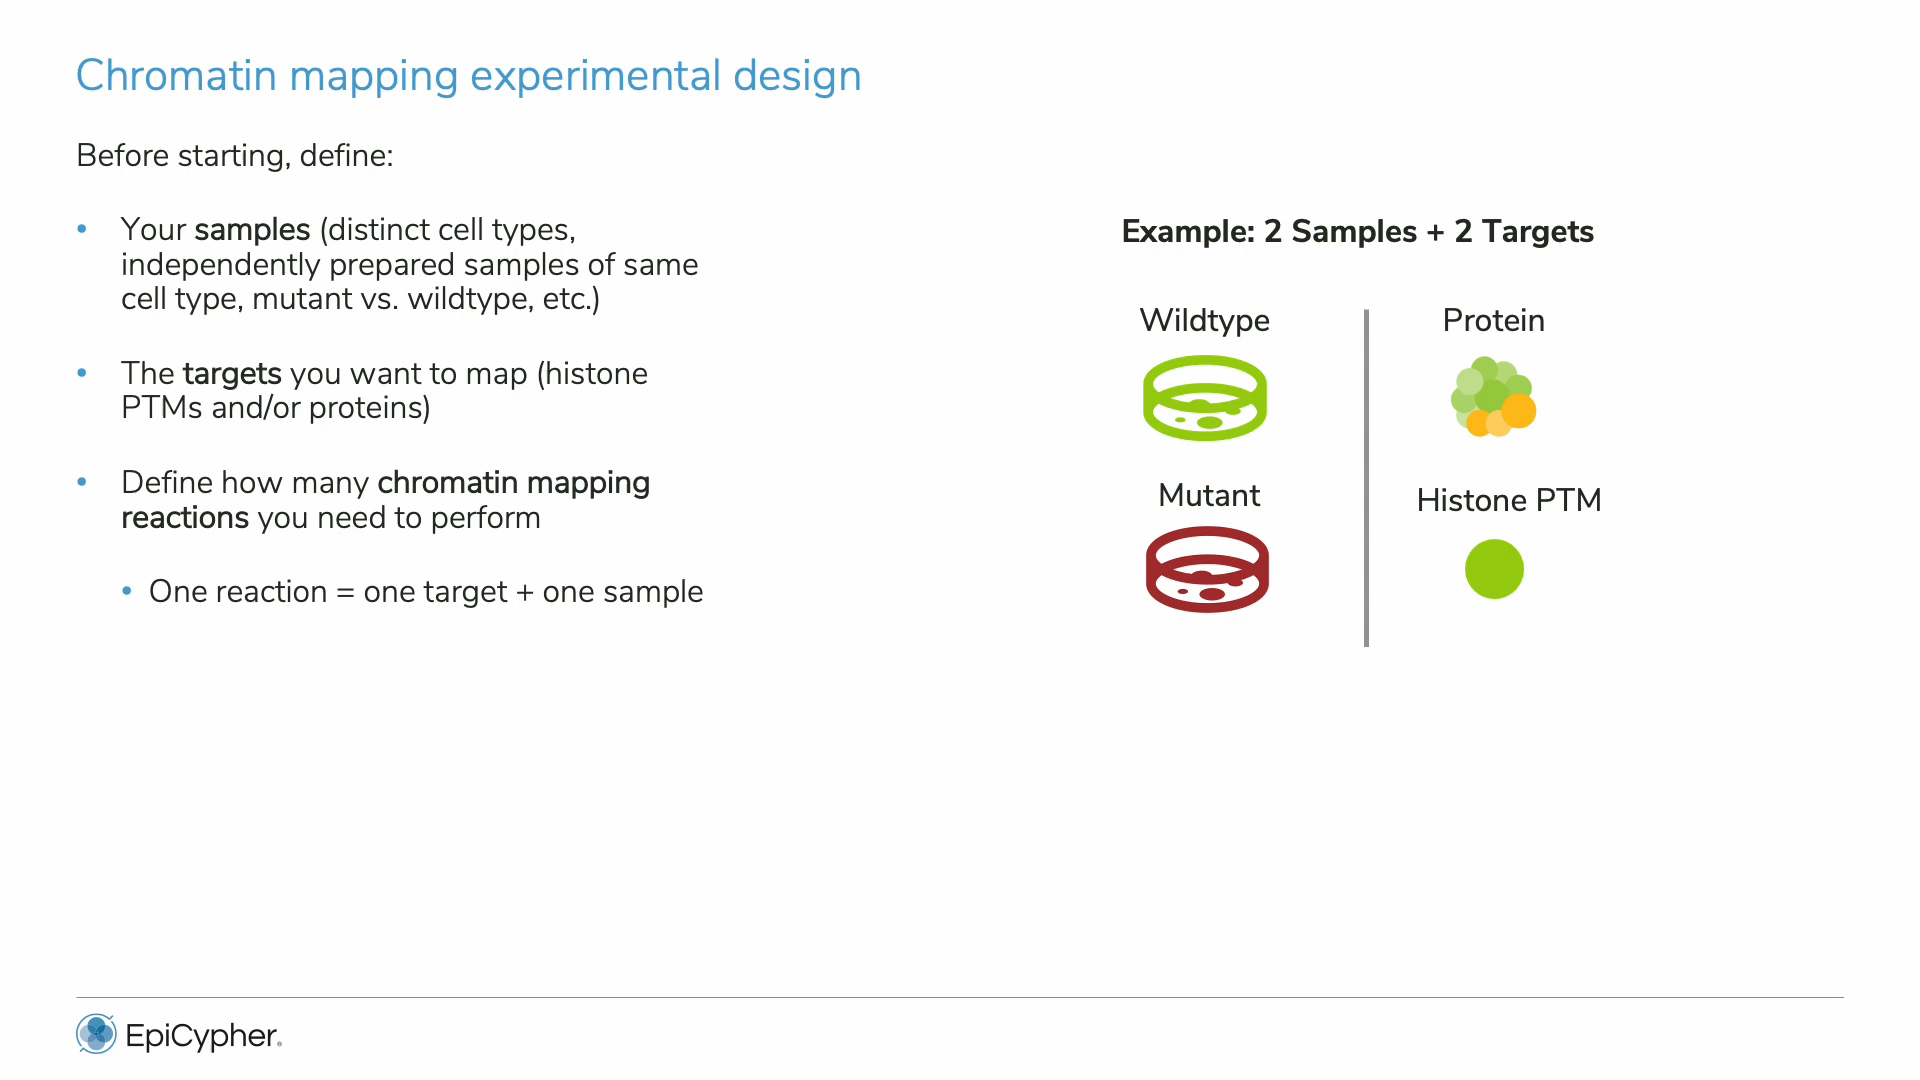 Chromatin mapping experimental design
Before starting, define:
• Your samples (distinct cell types,
independently prepared samples of same
cell type, mutant vs. wildtype, etc.)
• The targets you want to map (histone
PTMs and/or proteins)
• Define how many chromatin mapping
reactions you need to perform
• One reaction = one target + one sample
Example: 2 Samples + 2 Targets
Wildtype
Protein
Mutant
Histone PTM
EpiCypher®